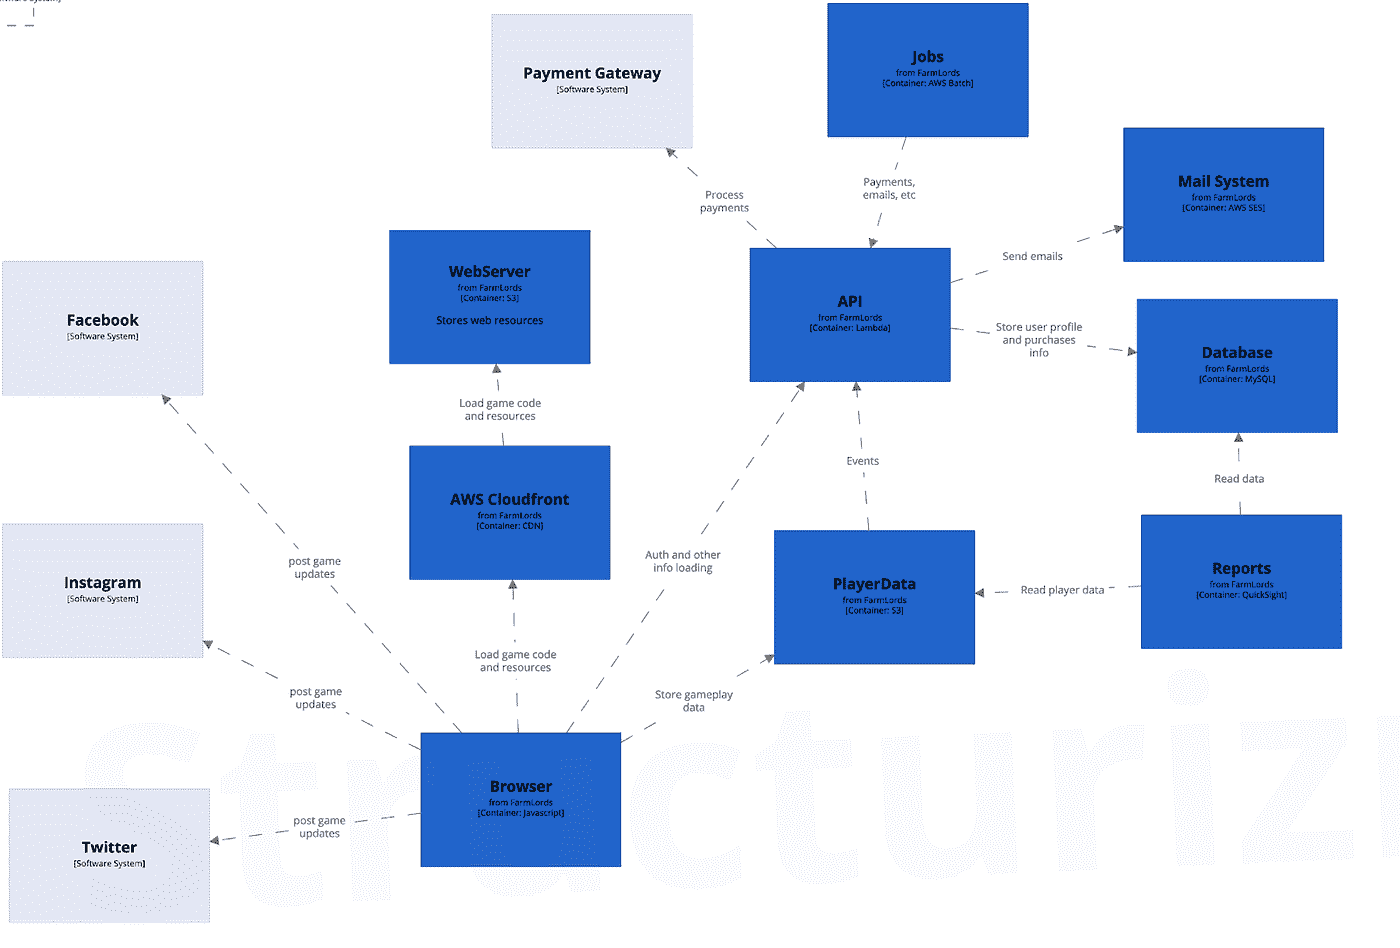 Payment Gateway
[Software System]
Jobs
from FarmLords
[Container: AWS Batch]
Mail System
from FarmLords
[Container: AWS SES]
Process
payments
Payments,
emails, etc
WebServer
from FarmLords
[Container: S3]
Stores web resources
Send emails
API
from FarmLords
[Container: Lambda]
Facebook
[Software System]
Store user profile
and purchases
info
Database
from FarmLords
[Container: MySQL]
Load game code
and resources
Events
Read data
AWS Cloudfront
from FarmLords
[Container: CDN]
post game
updates
Auth and other
info loading
Instagram
[Software System]
PlayerData
from FarmLords
[Container: S3]
Read player data
Reports
from FarmLords
[Container: QuickSight]
Load game code
and resources
post game
updates
Store gameplay
data
Browser
from FarmLords
[Container: Javascript]
post game
updates
Twitter
[Software System]